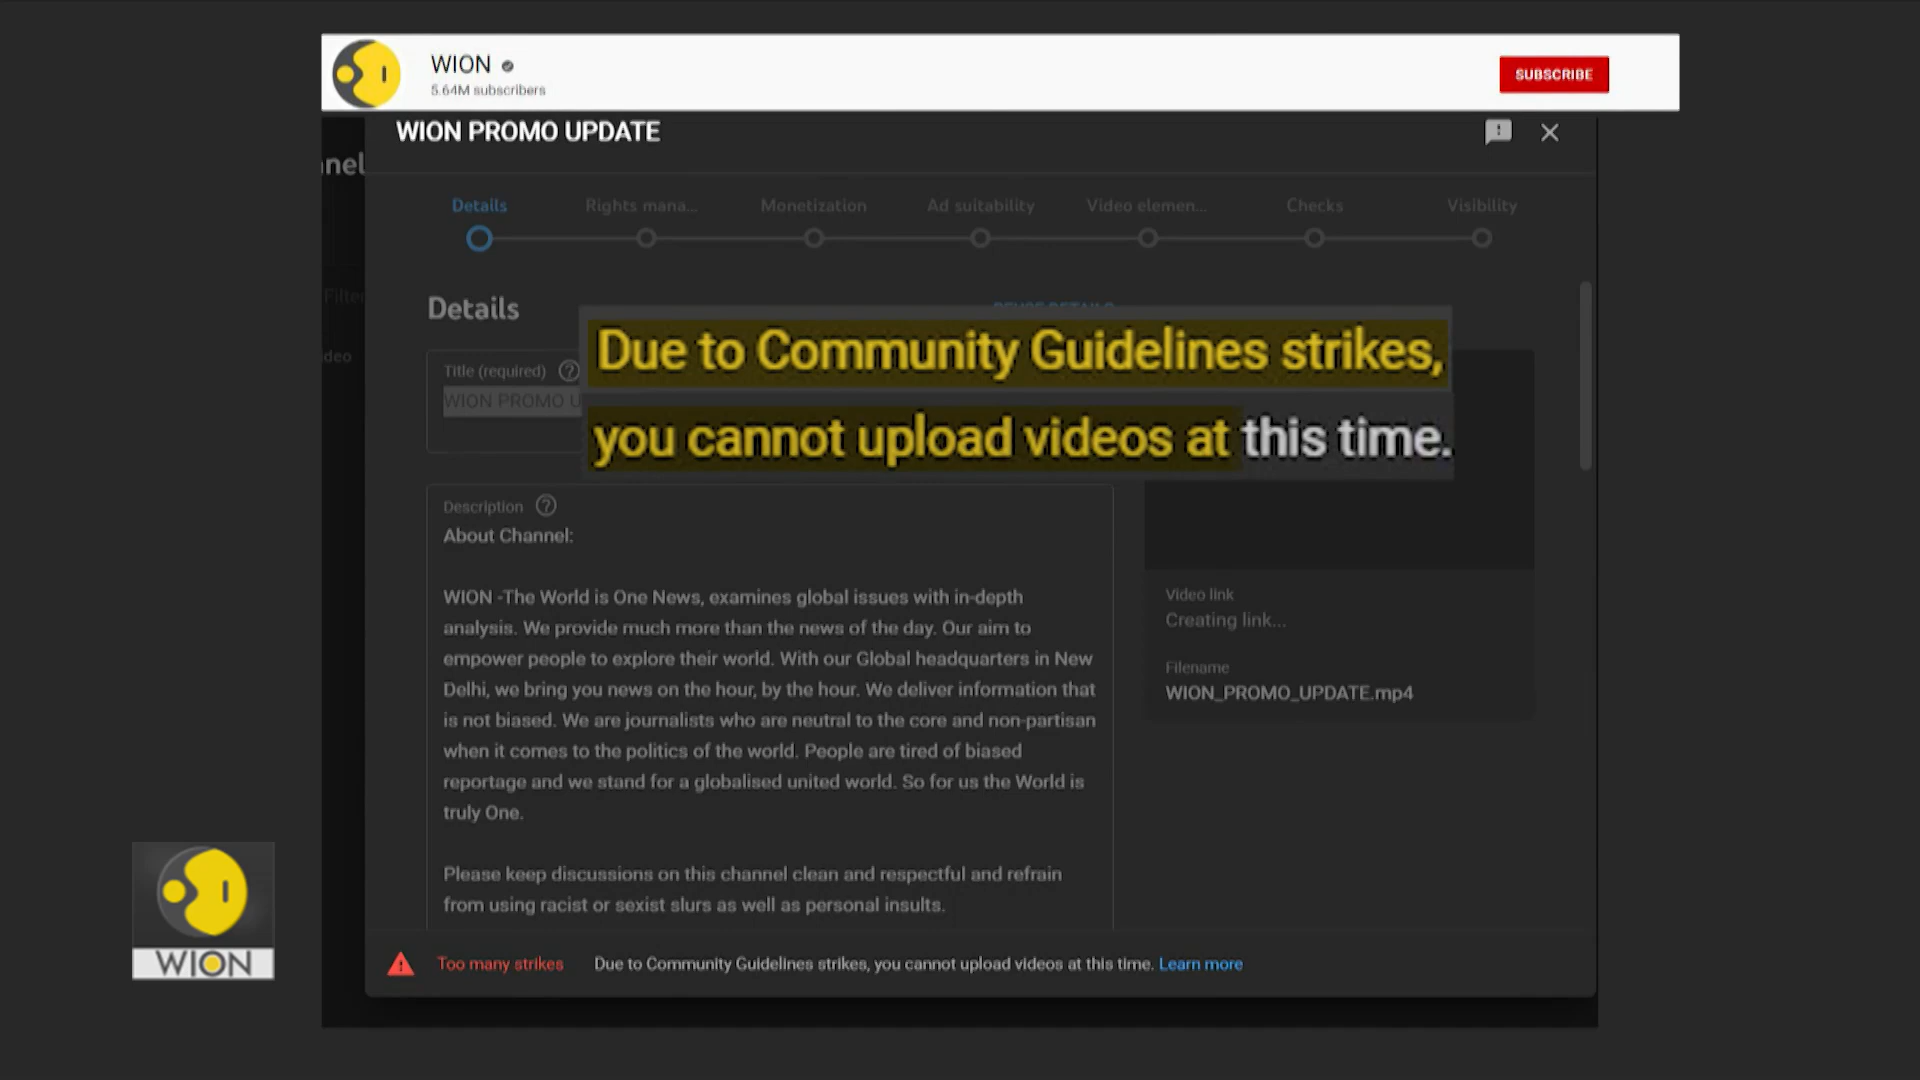 WION
5.64M subscribers
SUBSCRIBE
WION PROMO UPDATE
nel
Details
Rights mana...
Monetization
Ad suitability
Video elemen...
Checks
Visibility
Filter
Details
Due to Community Guidelines strikes,
you cannot upload videos at this time.
Title (required)
WION PROMO U
deo
Description
About Channel:
WION -The World is One News, examines global issues with in-depth
analysis. We provide much more than the news of the day. Our aim to
empower people to explore their world. With our Global headquarters in New
Delhi, we bring you news on the hour, by the hour. We deliver information that
is not biased. We are journalists who are neutral to the core and non-partisan
when it comes to the politics of the world. People are tired of biased
reportage and we stand for a globalised united world. So for us the World is
truly One.
Please keep discussions on this channel clean and respectful and refrain
from using racist or sexist slurs as well as personal insults.
Video link
Creating link...
Filename
WION_PROMO_UPDATE.mp4
Too many strikes
Due to Community Guidelines strikes, you cannot upload videos at this time. Learn more
WION